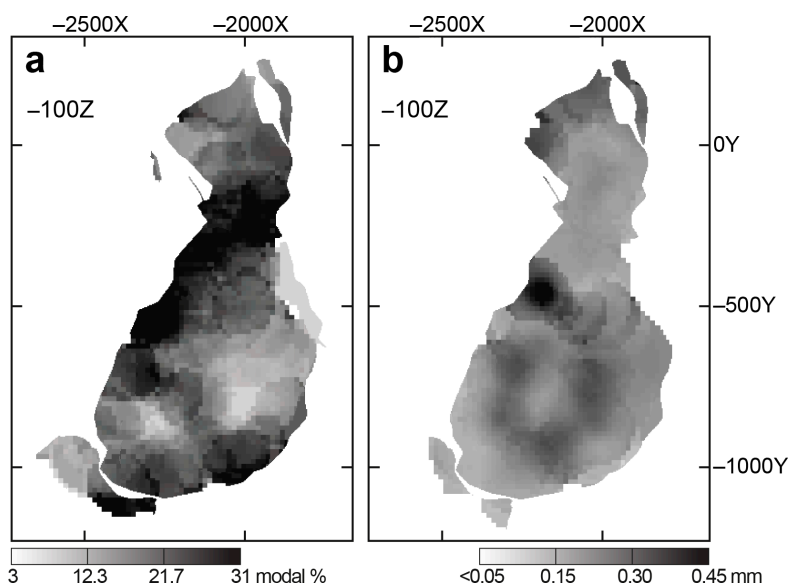 –2500X –2000X –2500X –2000X
a b
–100Z –100Z
0Y
–500Y
–1000Y
3 12.3 21.7 31 modal % <0.05 0.15 0.30 0.45 mm